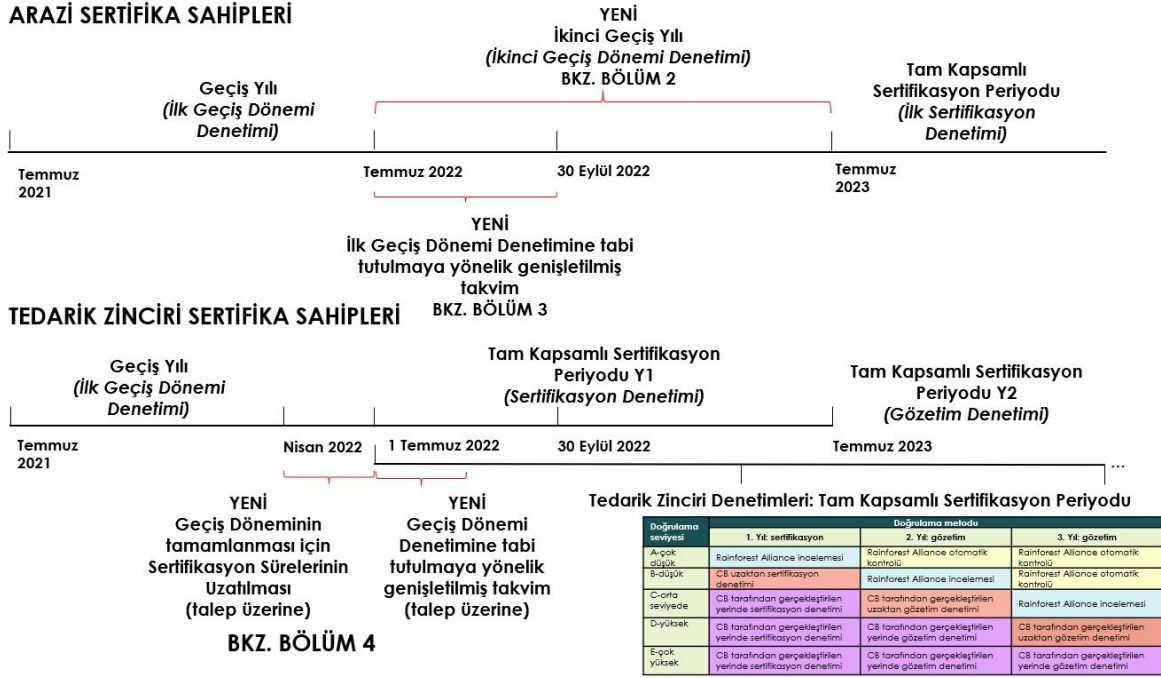 ARAZİ SERTİFİKA SAHİPLERİ
YENİ
İkinci Geçiş Yılı
(İkinci Geçiş Dönemi Denetimi)
BKZ. BÖLÜM 2
Geçiş Yılı
(İlk Geçiş Dönemi
Denetimi)
Tam Kapsamlı
Sertifikasyon Periyodu
(İlk Sertifikasyon
Denetimi)
Temmuz
2021
Temmuz 2022
30 Eylül 2022
Temmuz
2023
YENİ
İlk Geçiş Dönemi Denetimine tabi
tutulmaya yönelik genişletilmiş
takvim
BKZ. BÖLÜM 3
TEDARİK ZİNCİRİ SERTİFİKA SAHİPLERİ
Geçiş Yılı
(İlk Geçiş Dönemi
Denetimi)
Tam Kapsamlı Sertifikasyon
Periyodu Y1
(Sertifikasyon Denetimi)
Tam Kapsamlı Sertifikasyon
Periyodu Y2
(Gözetim Denetimi)
Temmuz
2021
Nisan 2022
1 Temmuz 2022
30 Eylül 2022
Temmuz 2023
...
YENİ
Geçiş Döneminin
tamamlanması için
Sertifikasyon Sürelerinin
Uzatılması
(talep üzerine)
YENİ
Geçiş Dönemi
Denetimine tabi
tutulmaya yönelik
genişletilmiş takvim
(talep üzerine)
BKZ. BÖLÜM 4
Tedarik Zinciri Denetimleri: Tam Kapsamlı Sertifikasyon Periyodu
Doğrulama
seviyesi
Doğrulama metodu
1. Yıl: sertifikasyon
2. Yıl: gözetim
3. Yıl: gözetim
A-çok
düşük
Rainforest Alliance incelemesi
Rainforest Alliance otomatik
kontrolü
Rainforest Alliance otomatik
kontrolü
B-düşük
CB uzaktan sertifikasyon
denetimi
Rainforest Alliance incelemesi
Rainforest Alliance otomatik
kontrolü
C-orta
seviyede
CB tarafından gerçekleştirilen
yerinde sertifikasyon denetimi
CB tarafından gerçekleştirilen
uzaktan gözetim denetimi
Rainforest Alliance incelemesi
D-yüksek
CB tarafından gerçekleştirilen
yerinde sertifikasyon denetimi
CB tarafından gerçekleştirilen
yerinde gözetim denetimi
CB tarafından gerçekleştirilen
uzaktan gözetim denetimi
E-çok
yüksek
CB tarafından gerçekleştirilen
yerinde sertifikasyon denetimi
CB tarafından gerçekleştirilen
yerinde gözetim denetimi
CB tarafından gerçekleştirilen
yerinde gözetim denetimi